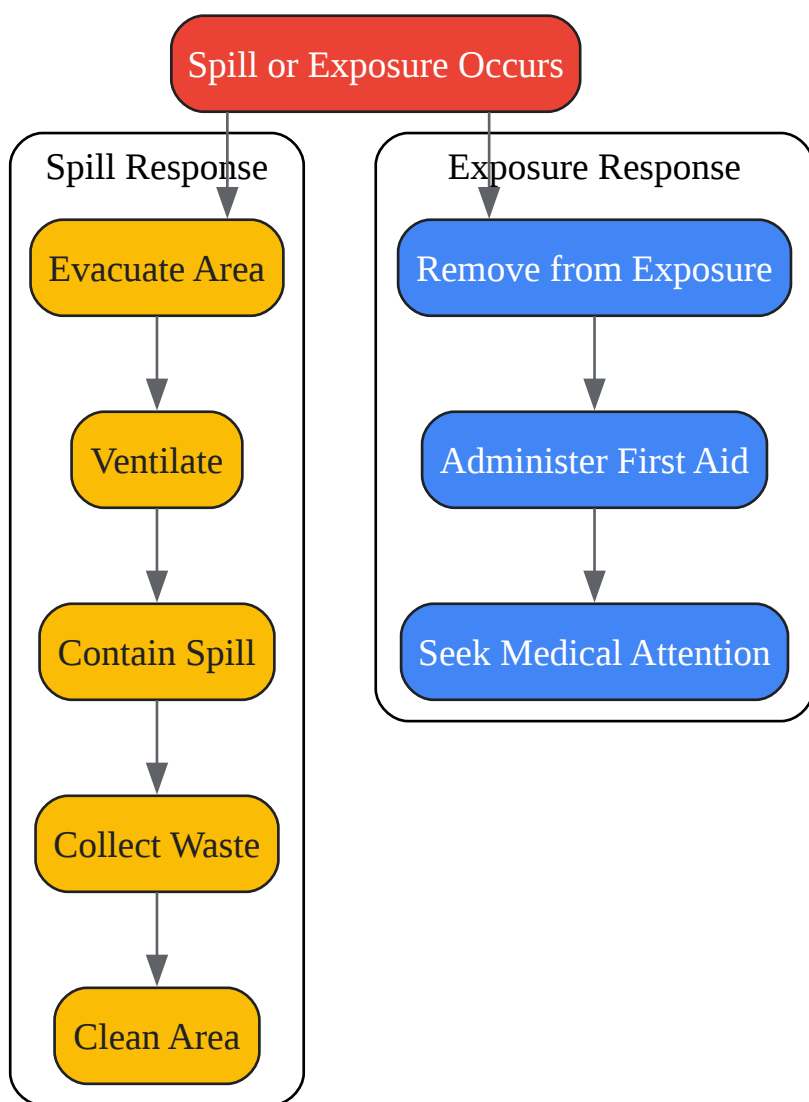 Spill or Exposure Occurs
Spill Response
Evacuate Area
Ventilate
Contain Spill
Collect Waste
Clean Area
Exposure Response
Remove from Exposure
Administer First Aid
Seek Medical Attention